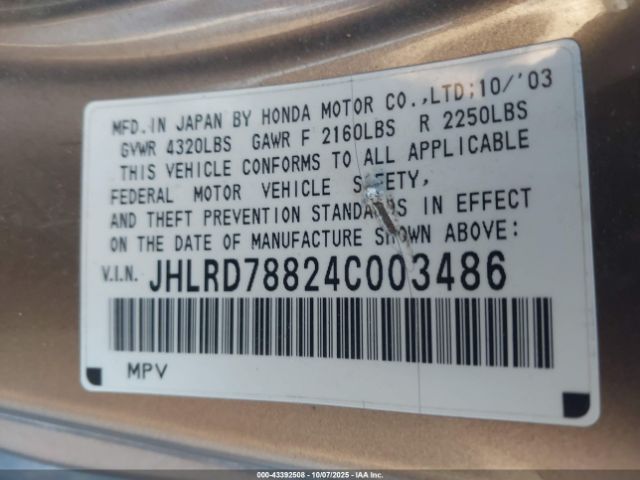 MFD.IN JAPAN BY HONDA MOTOR CO.,LTD;10/'03
GVWR 4320LBS GAWR F 2160LBS R 2250LBS
THIS VEHICLE CONFORMS TO ALL APPLICABLE
FEDERAL MOTOR VEHICLE SAFETY,
AND THEFT PREVENTION STANDARDS IN EFFECT
ON THE DATE OF MANUFACTURE SHOWN ABOVE:
V.I.N. JHLRD78824C003486
MPV
000-43392508 - 10/07/2025 - IAA Inc.